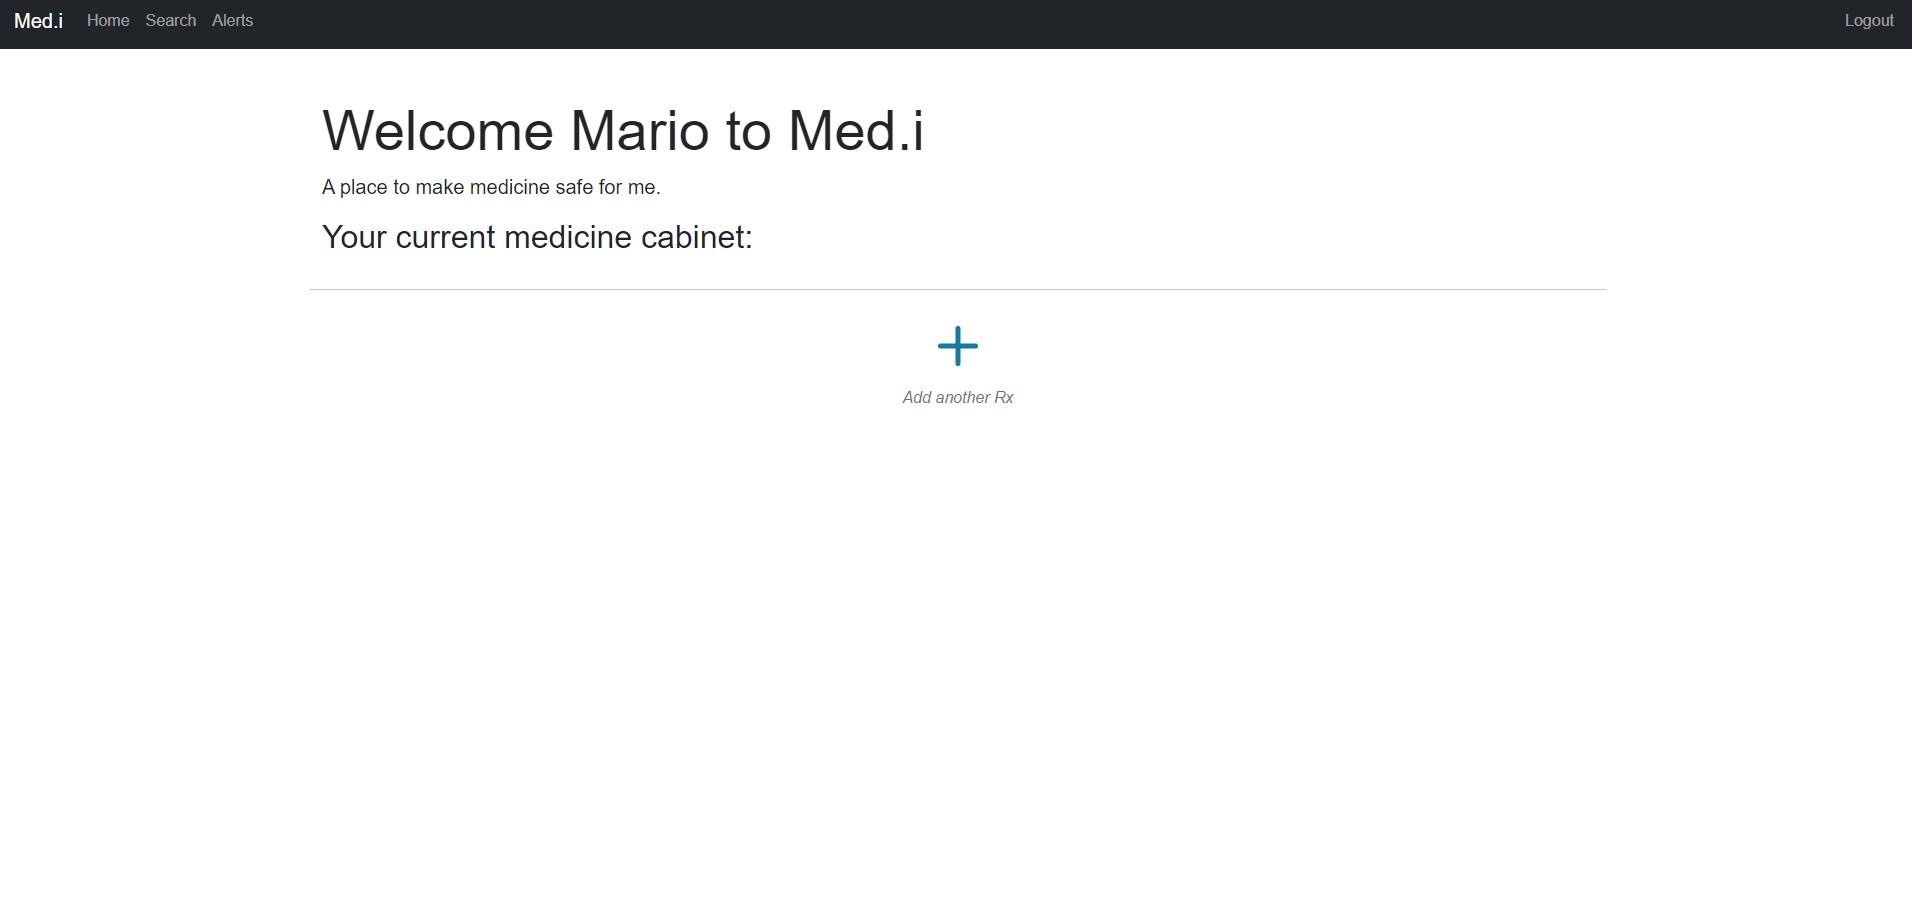 Med.i Home Search Alerts Logout
Welcome Mario to Med.i
A place to make medicine safe for me.
Your current medicine cabinet:
Add another Rx